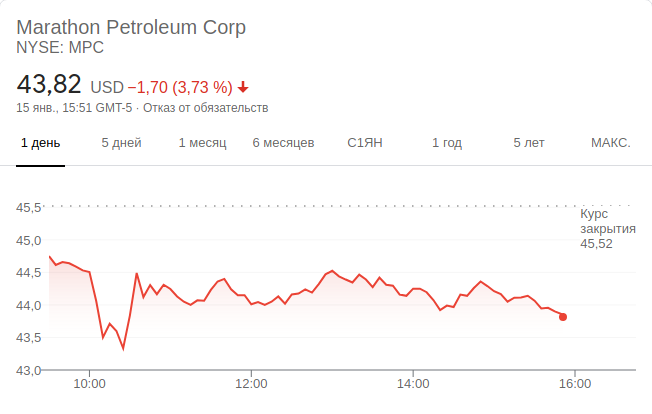 Marathon Petroleum Corp
NYSE: MPC
43,82 USD −1,70 (3,73 %)
15 янв., 15:51 GMT-5 · Отказ от обязательств
1 день 5 дней 1 месяц 6 месяцев С1ЯН 1 год 5 лет МАКС.
45,5
45,0
44,5
44,0
43,5
43,0
Курс
закрытия
45,52
10:00 12:00 14:00 16:00